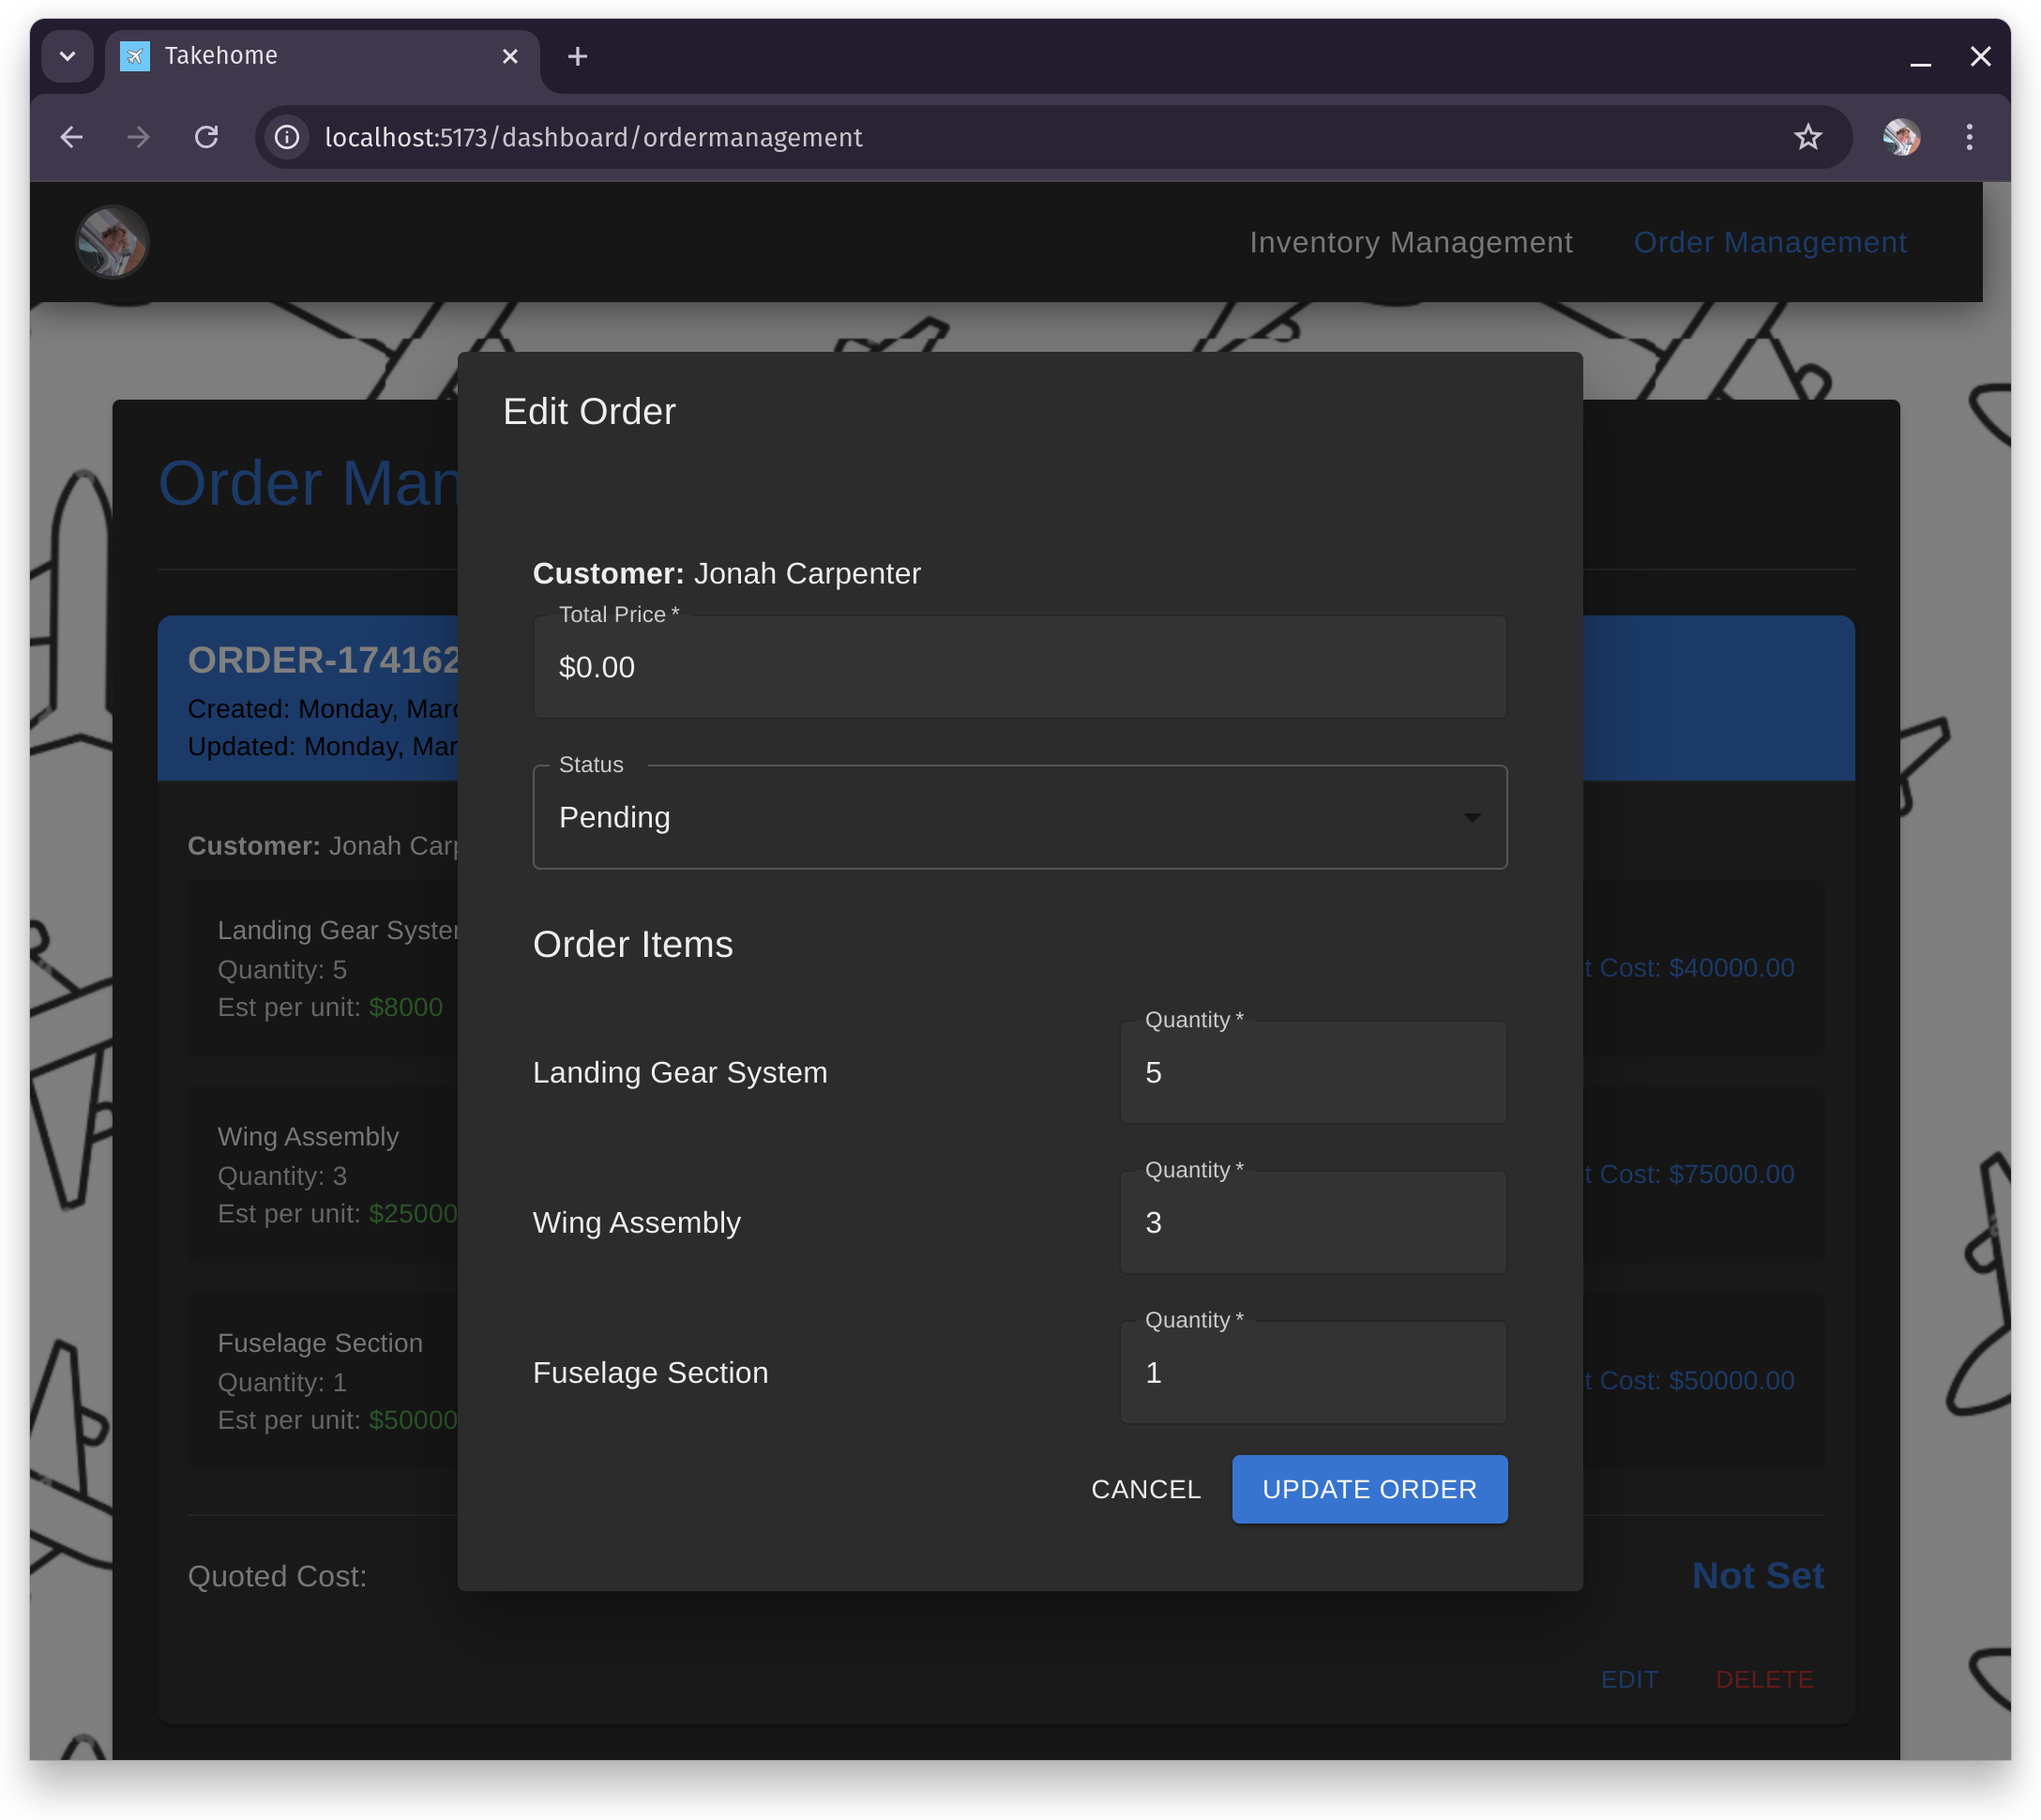 Takehome
localhost:5173/dashboard/ordermanagement
Inventory Management Order Management
Edit Order
Order Man
Customer: Jonah Carpenter
Total Price *
$0.00
ORDER-174162
Created: Monday, Marc
Updated: Monday, Mar
Status
Pending
Customer: Jonah Carp
Order Items
Landing Gear System
Quantity: 5
Est per unit: $8000
t Cost: $40000.00
Landing Gear System
Quantity *
5
Wing Assembly
Quantity: 3
Est per unit: $25000
t Cost: $75000.00
Wing Assembly
Quantity *
3
Fuselage Section
Quantity: 1
Est per unit: $50000
t Cost: $50000.00
Fuselage Section
Quantity *
1
CANCEL UPDATE ORDER
Quoted Cost: Not Set
EDIT DELETE